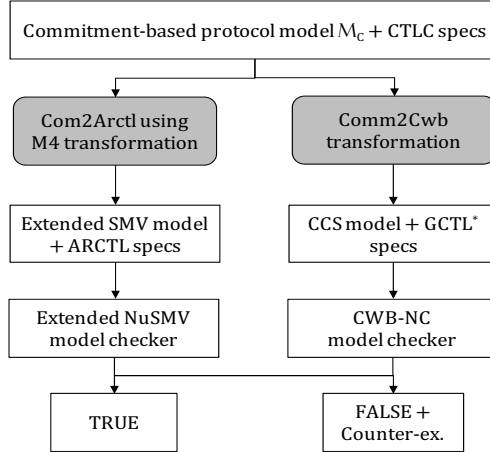 Commitment-based protocol model M_C + CTLC specs
Com2Arctl using
M4 transformation
Comm2Cwb
transformation
Extended SMV model
+ ARCTL specs
CCS model + GCTL*
specs
Extended NuSMV
model checker
CWB-NC
model checker
TRUE
FALSE +
Counter-ex.